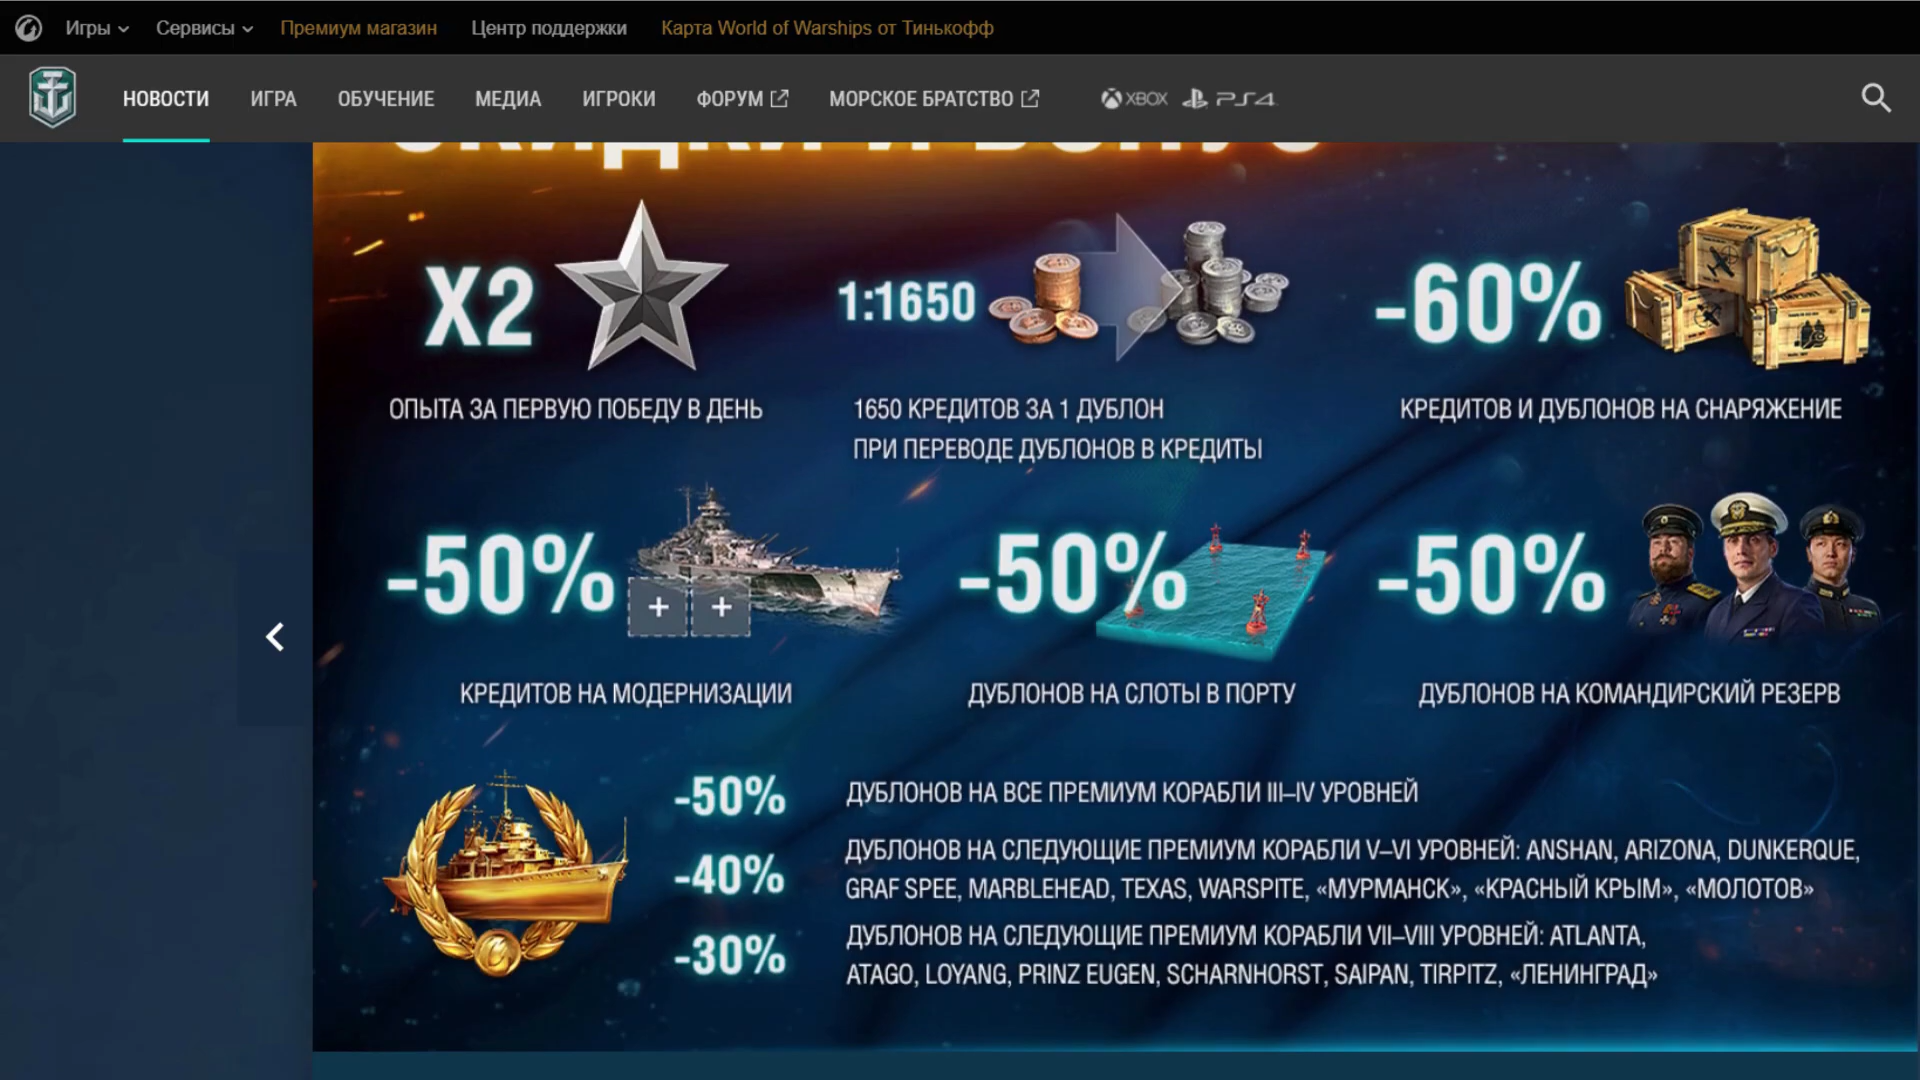 Игры Сервисы Премиум магазин Центр поддержки Карта World of Warships от Тинькофф
НОВОСТИ ИГРА ОБУЧЕНИЕ МЕДИА ИГРОКИ ФОРУМ МОРСКОЕ БРАТСТВО XBOX PS4
СКИДКИ И БОНУС
X2
ОПЫТА ЗА ПЕРВУЮ ПОБЕДУ В ДЕНЬ
1:1650
1650 КРЕДИТОВ ЗА 1 ДУБЛОН
ПРИ ПЕРЕВОДЕ ДУБЛОНОВ В КРЕДИТЫ
-60%
КРЕДИТОВ И ДУБЛОНОВ НА СНАРЯЖЕНИЕ
-50%
КРЕДИТОВ НА МОДЕРНИЗАЦИИ
-50%
ДУБЛОНОВ НА СЛОТЫ В ПОРТУ
-50%
ДУБЛОНОВ НА КОМАНДИРСКИЙ РЕЗЕРВ
-50%
ДУБЛОНОВ НА ВСЕ ПРЕМИУМ КОРАБЛИ III–IV УРОВНЕЙ
-40%
ДУБЛОНОВ НА СЛЕДУЮЩИЕ ПРЕМИУМ КОРАБЛИ V–VI УРОВНЕЙ: ANSHAN, ARIZONA, DUNKERQUE,
GRAF SPEE, MARBLEHEAD, TEXAS, WARSPITE, «МУРМАНСК», «КРАСНЫЙ КРЫМ», «МОЛОТОВ»
-30%
ДУБЛОНОВ НА СЛЕДУЮЩИЕ ПРЕМИУМ КОРАБЛИ VII–VIII УРОВНЕЙ: ATLANTA,
ATAGO, LOYANG, PRINZ EUGEN, SCHARNHORST, SAIPAN, TIRPITZ, «ЛЕНИНГРАД»